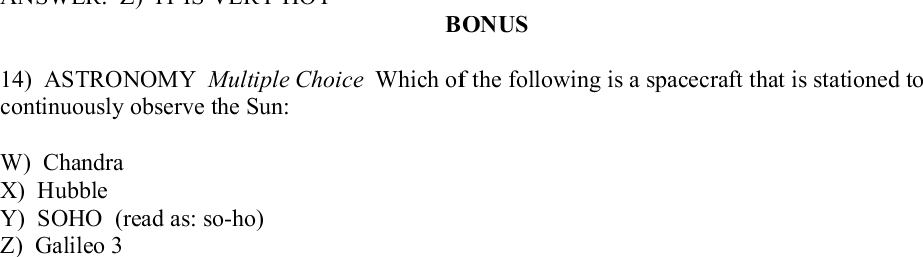 ANSWER: Z) IT IS VERY HOT
BONUS
14) ASTRONOMY Multiple Choice Which of the following is a spacecraft that is stationed to
continuously observe the Sun:
W) Chandra
X) Hubble
Y) SOHO (read as: so-ho)
Z) Galileo 3